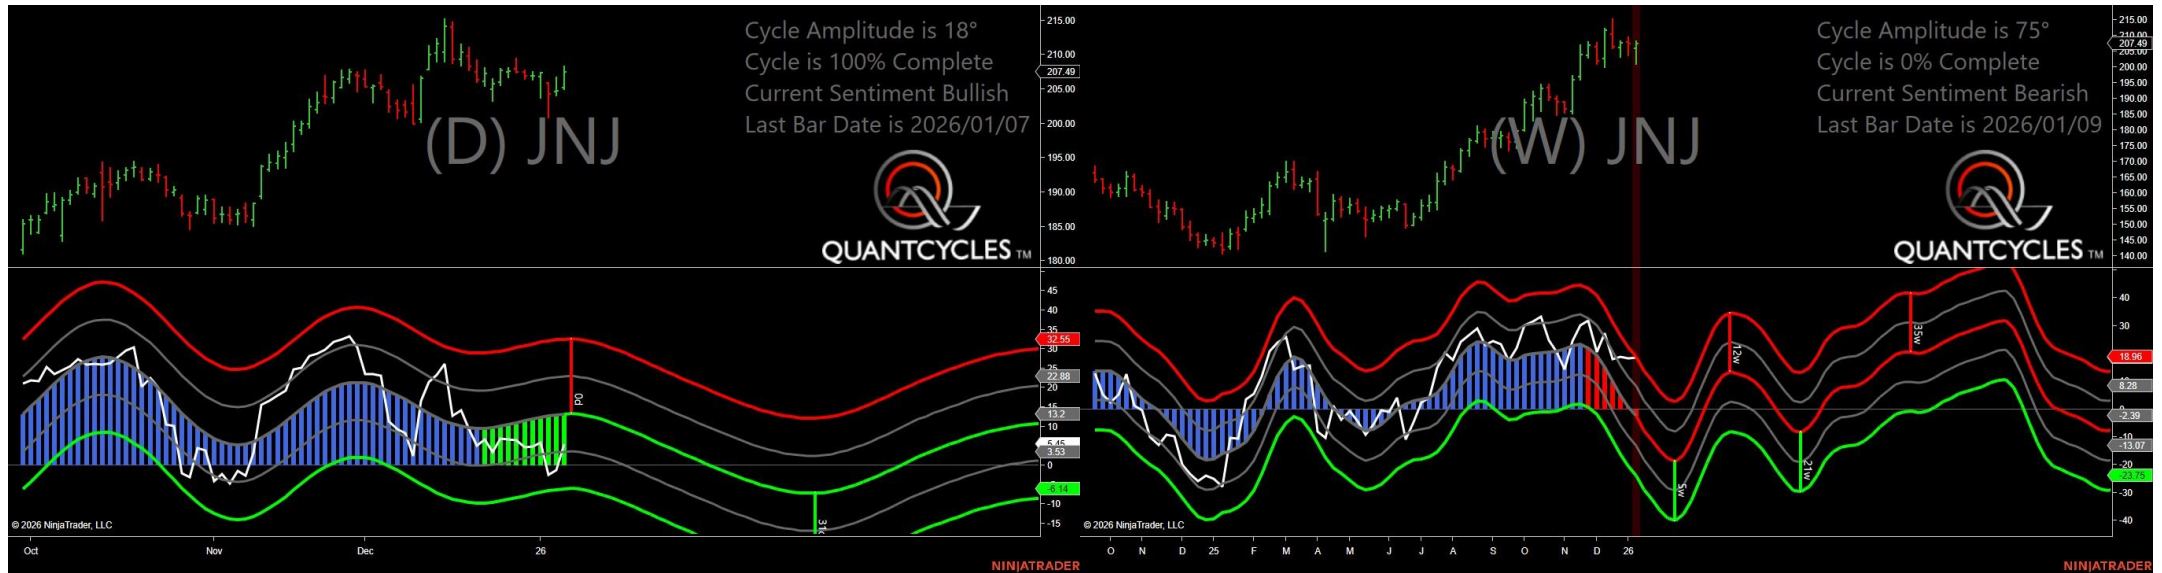 Cycle Amplitude is 18°
Cycle is 100% Complete
Current Sentiment Bullish
Last Bar Date is 2026/01/07
(D) JNJ
QUANTCYCLES TM
215.00
210.00
207.49
205.00
200.00
195.00
190.00
185.00
180.00
45
40
35
32.55
30
25
22.88
20
15
13.2
10
5.45
3.53
0
-6.14
-10
-15
0d
© 2026 NinjaTrader, LLC
Oct Nov Dec 26
NINJATRADER
Cycle Amplitude is 75°
Cycle is 0% Complete
Current Sentiment Bearish
Last Bar Date is 2026/01/09
(W) JNJ
QUANTCYCLES TM
215.00
210.00
207.49
205.00
200.00
195.00
190.00
185.00
180.00
175.00
170.00
165.00
160.00
155.00
150.00
145.00
140.00
40
30
18.96
8.28
0
-2.39
-10
-13.07
-20
-23.75
-30
-40
5w
12w
21w
35w
© 2026 NinjaTrader, LLC
O N D 25 F M A M J J A S O N D 26
NINJATRADER